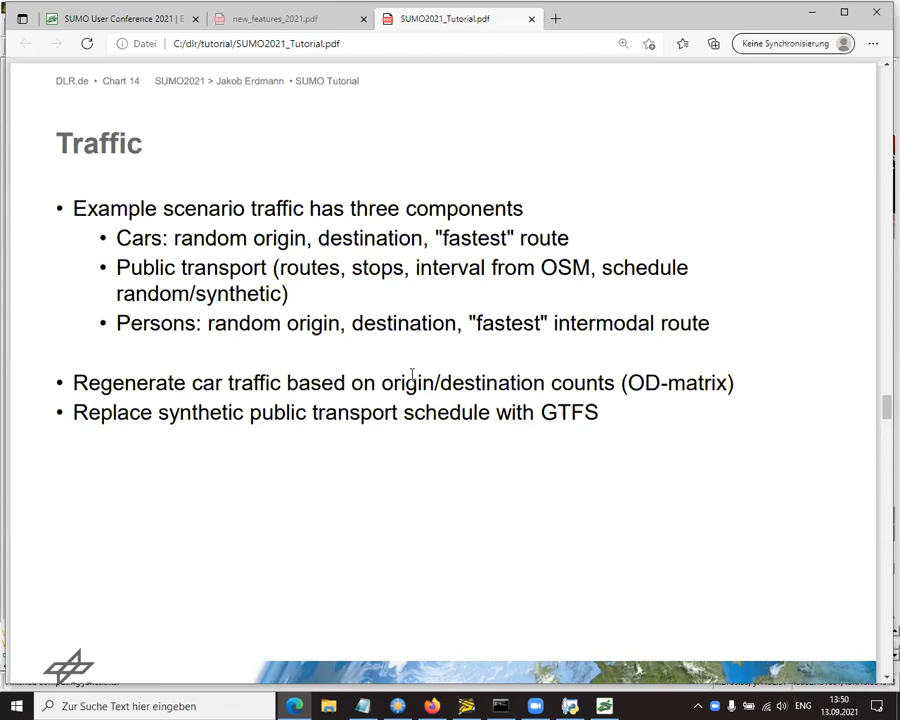 SUMO User Conference 2021 | E
new_features_2021.pdf
SUMO2021_Tutorial.pdf
Datei
C:/dlr/tutorial/SUMO2021_Tutorial.pdf
Keine Synchronisierung
DLR.de • Chart 14 SUMO2021 > Jakob Erdmann • SUMO Tutorial
Traffic
• Example scenario traffic has three components
• Cars: random origin, destination, "fastest" route
• Public transport (routes, stops, interval from OSM, schedule
random/synthetic)
• Persons: random origin, destination, "fastest" intermodal route
• Regenerate car traffic based on origin/destination counts (OD-matrix)
• Replace synthetic public transport schedule with GTFS
Zur Suche Text hier eingeben
ENG
13:50
13.09.2021